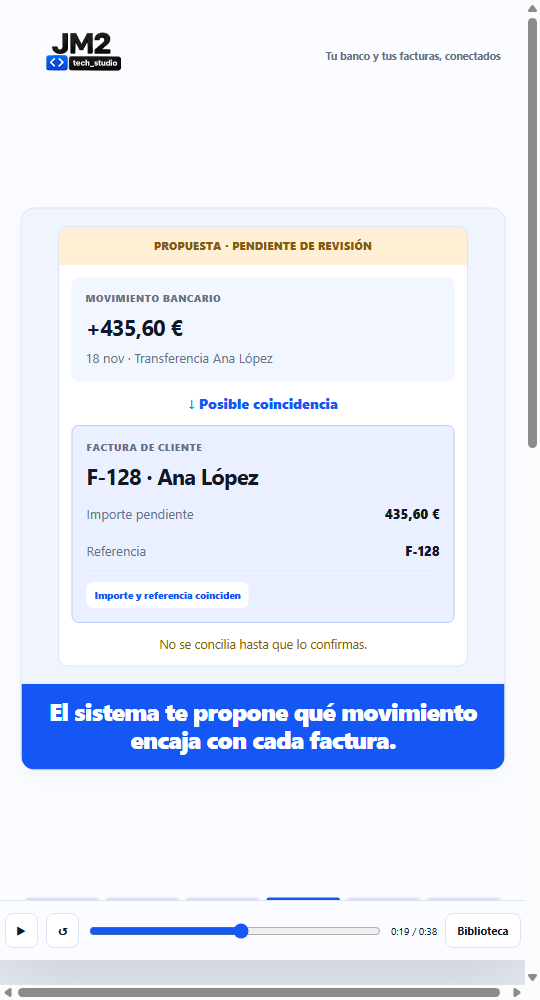 JM2
<> tech_studio
Tu banco y tus facturas, conectados
PROPUESTA · PENDIENTE DE REVISIÓN
MOVIMIENTO BANCARIO
+435,60 €
18 nov · Transferencia Ana López
↓ Posible coincidencia
FACTURA DE CLIENTE
F-128 · Ana López
Importe pendiente 435,60 €
Referencia F-128
Importe y referencia coinciden
No se concilia hasta que lo confirmas.
El sistema te propone qué movimiento
encaja con cada factura.
0:19 / 0:38
Biblioteca